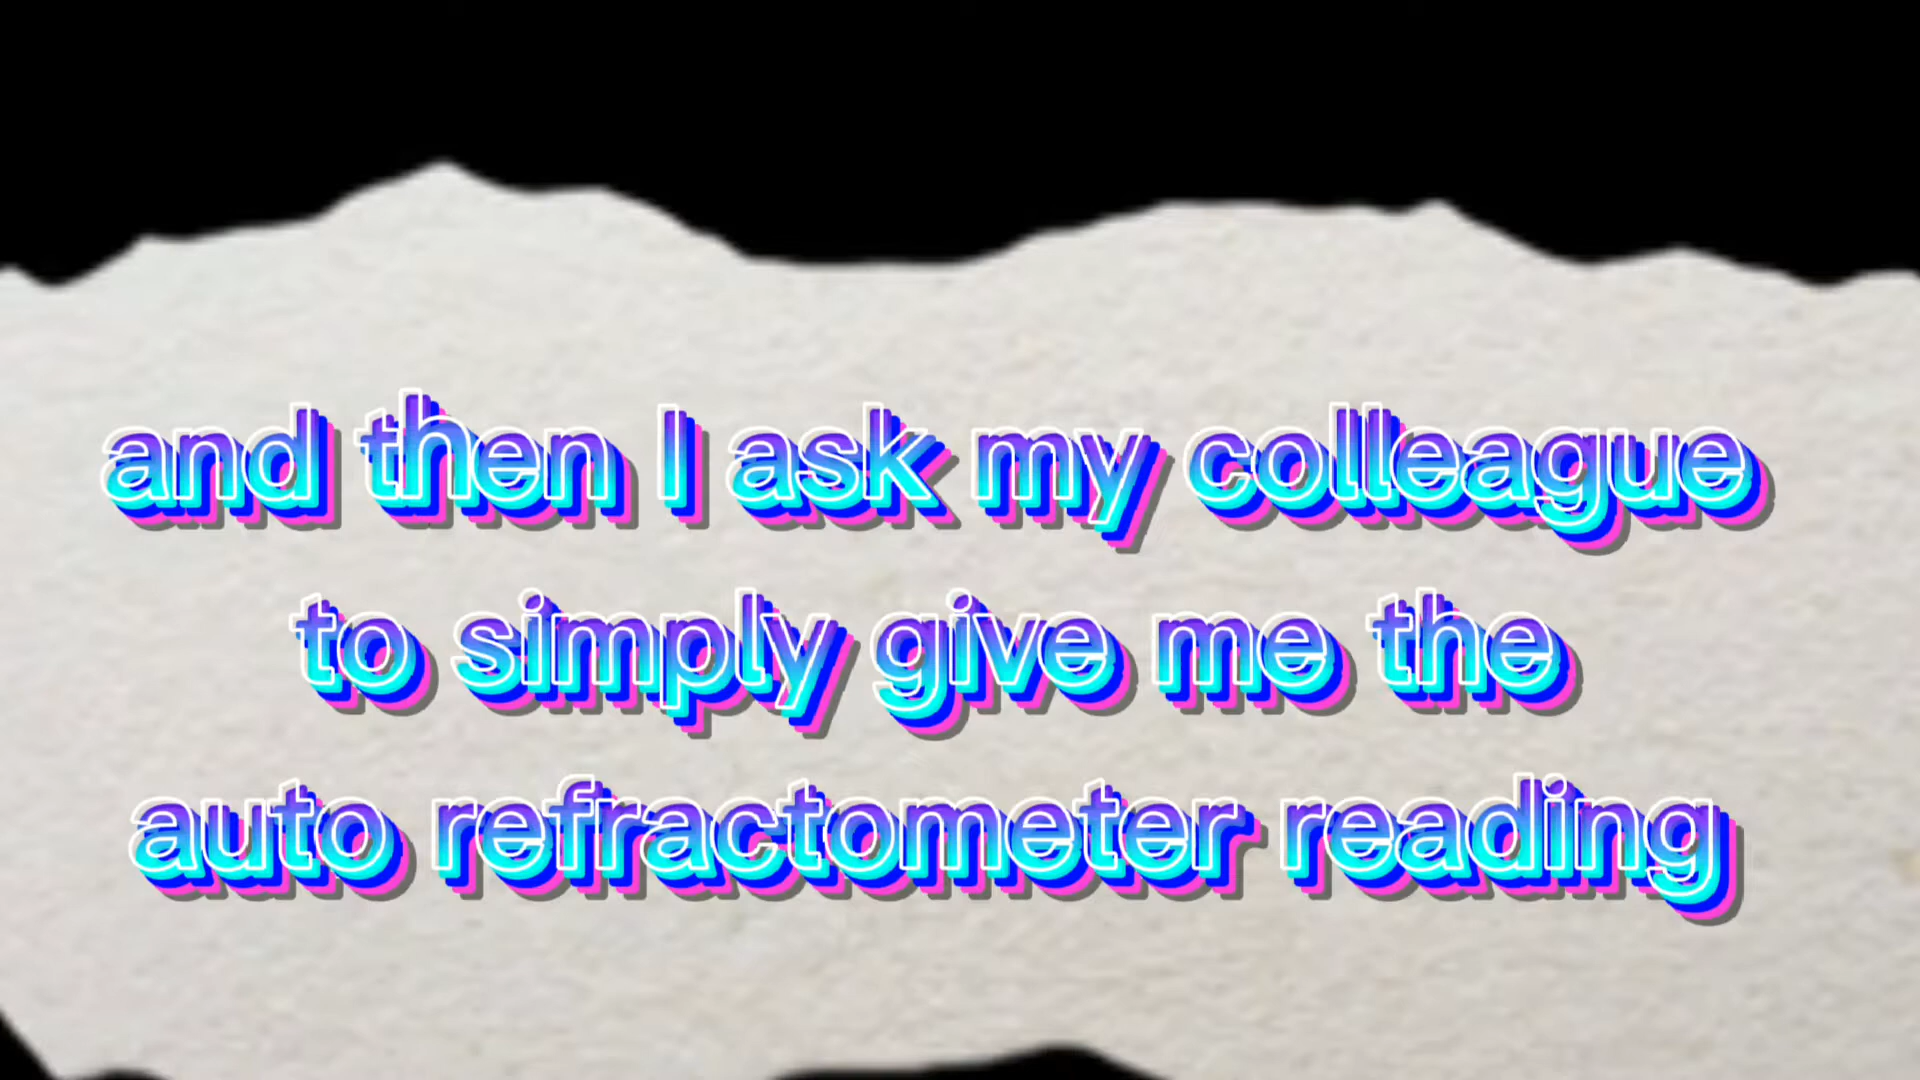 and then I ask my colleague
to simply give me the
auto refractometer reading